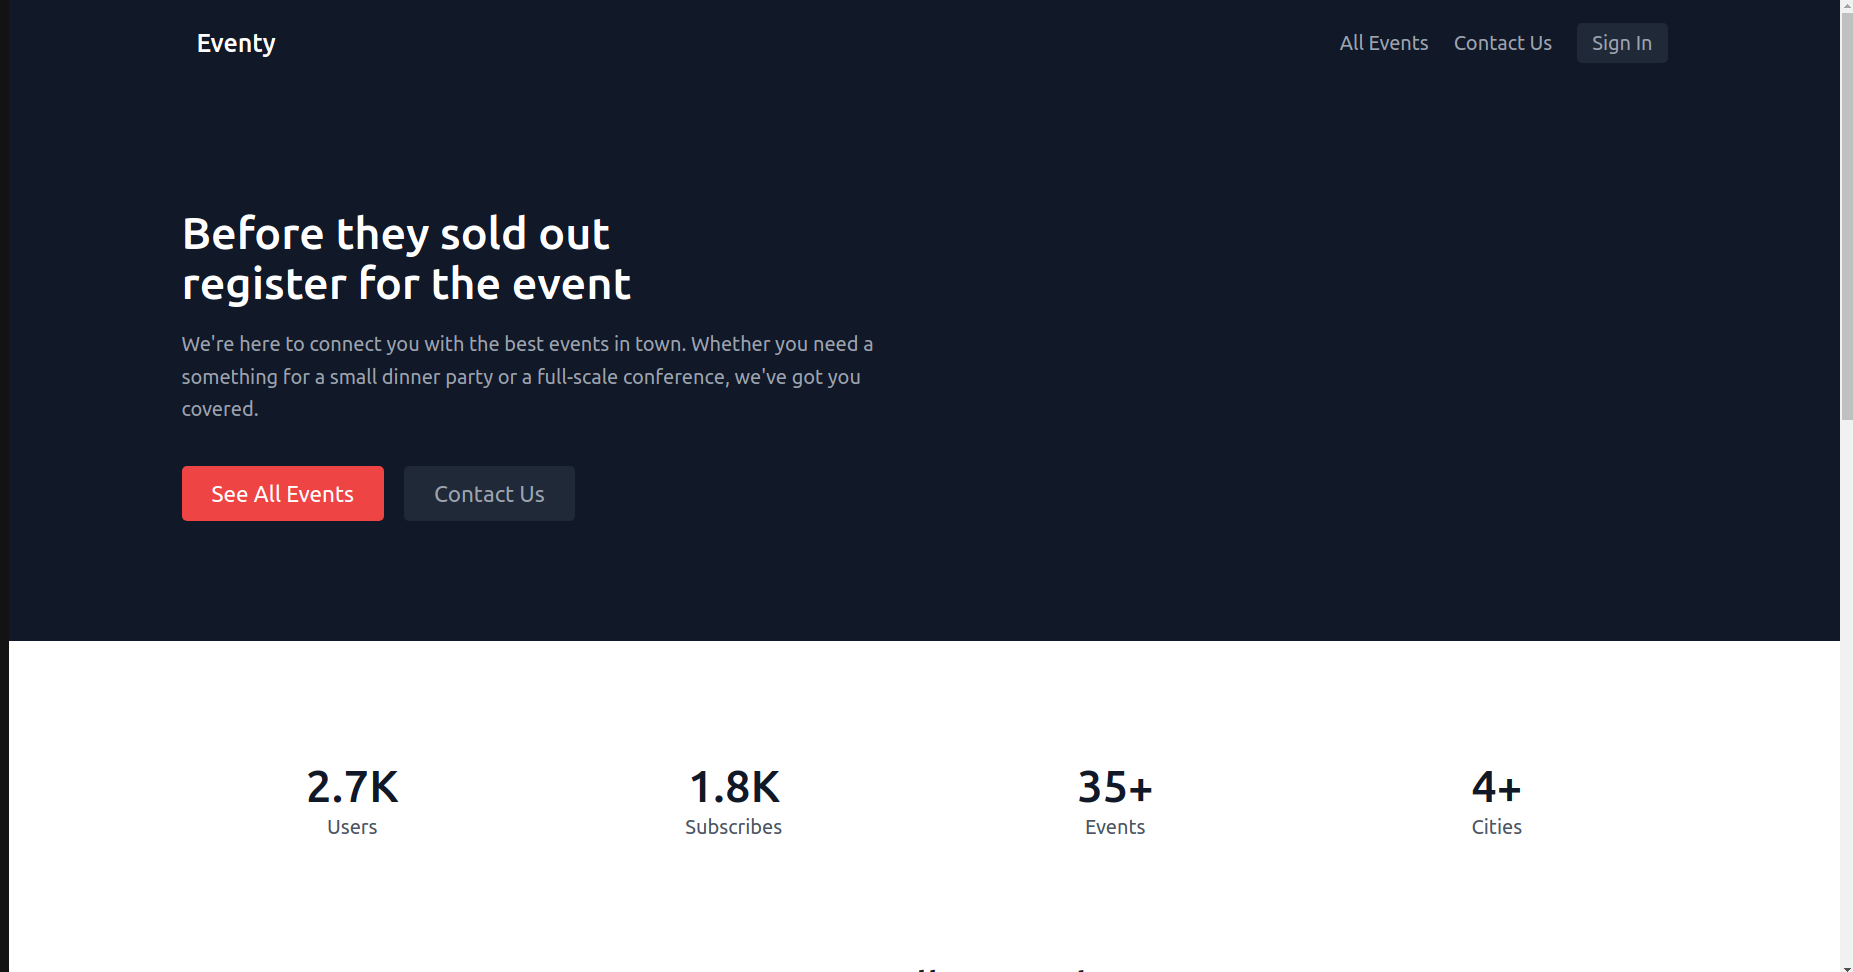 Eventy
All Events
Contact Us
Sign In
Before they sold out
register for the event
We're here to connect you with the best events in town. Whether you need a
something for a small dinner party or a full-scale conference, we've got you
covered.
See All Events
Contact Us
2.7K
Users
1.8K
Subscribes
35+
Events
4+
Cities